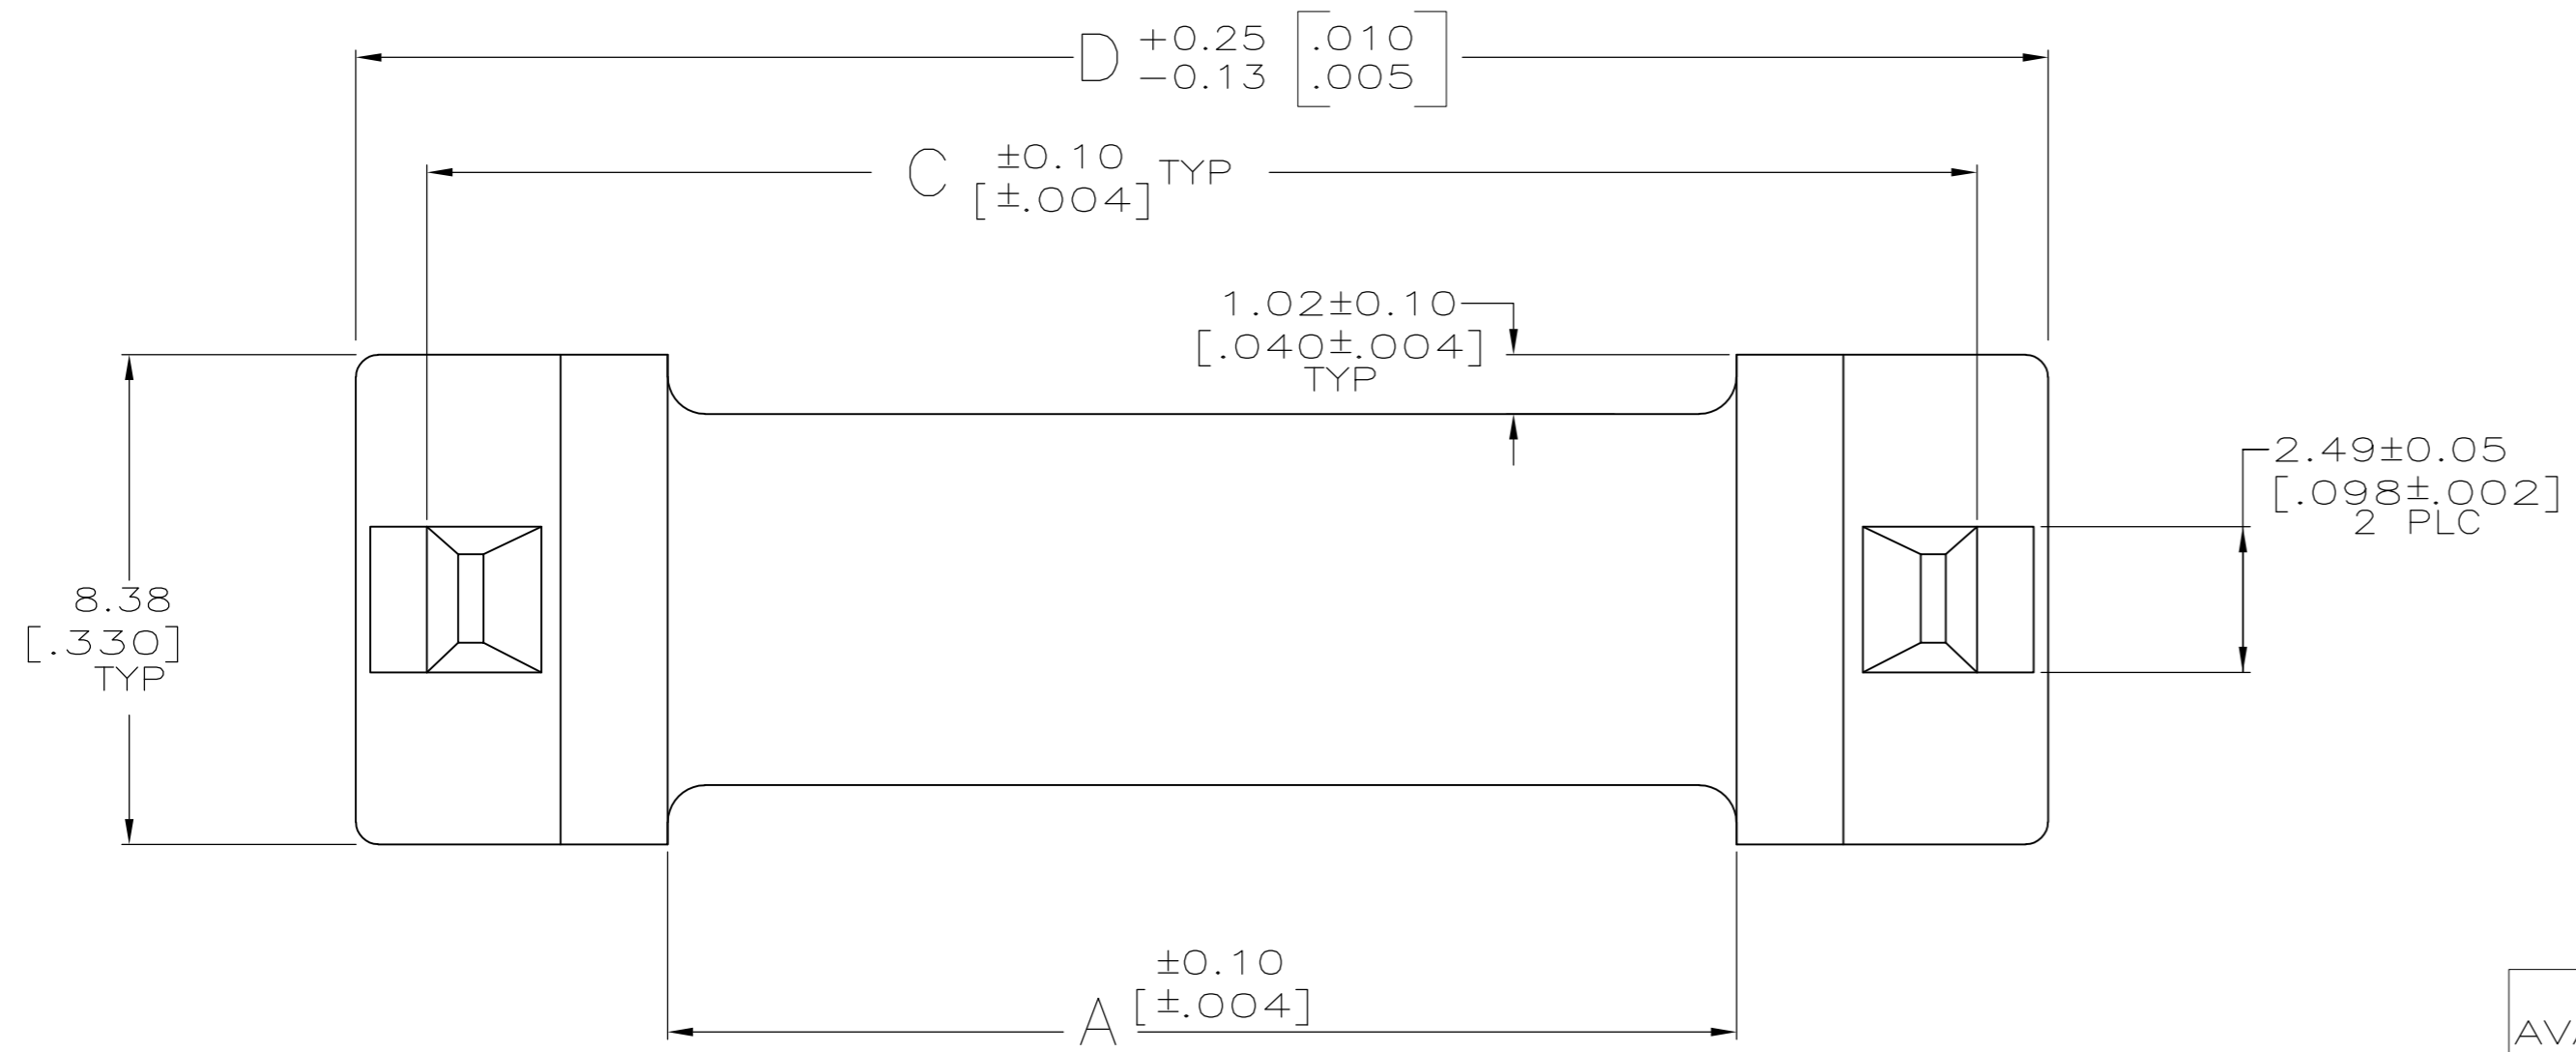 D +0.25 [.010
-0.13 .005]
C ±0.10 TYP
[±.004]
1.02±0.10
[.040±.004]
TYP
2.49±0.05
[.098±.002]
2 PLC
8.38
[.330]
TYP
±0.10
A [±.004]